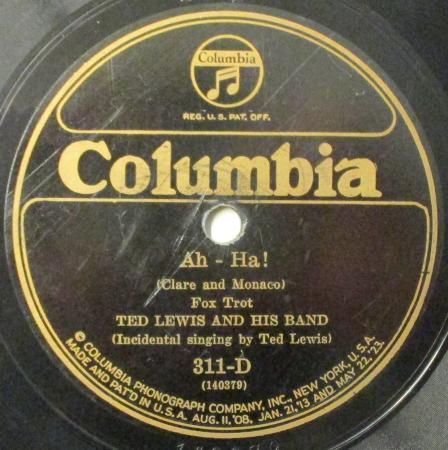 Columbia
REG. U.S. PAT. OFF.
Columbia
Ah - Ha!
(Clare and Monaco)
Fox Trot
TED LEWIS AND HIS BAND
(Incidental singing by Ted Lewis)
311-D
(140379)
© COLUMBIA PHONOGRAPH COMPANY, INC., NEW YORK, U.S.A.
MADE AND PAT'D IN U.S.A. AUG. 11, '08, JAN. 21, '13 AND MAY 22, '23.